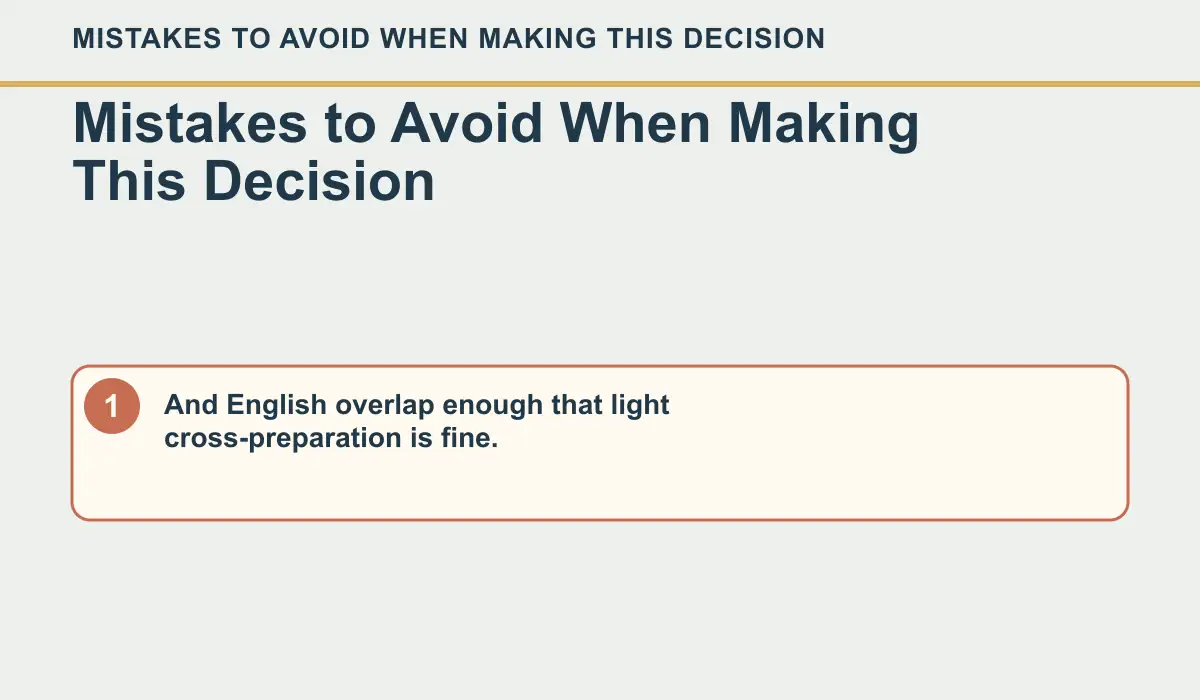 MISTAKES TO AVOID WHEN MAKING THIS DECISION
Mistakes to Avoid When Making
This Decision
1
And English overlap enough that light
cross-preparation is fine.